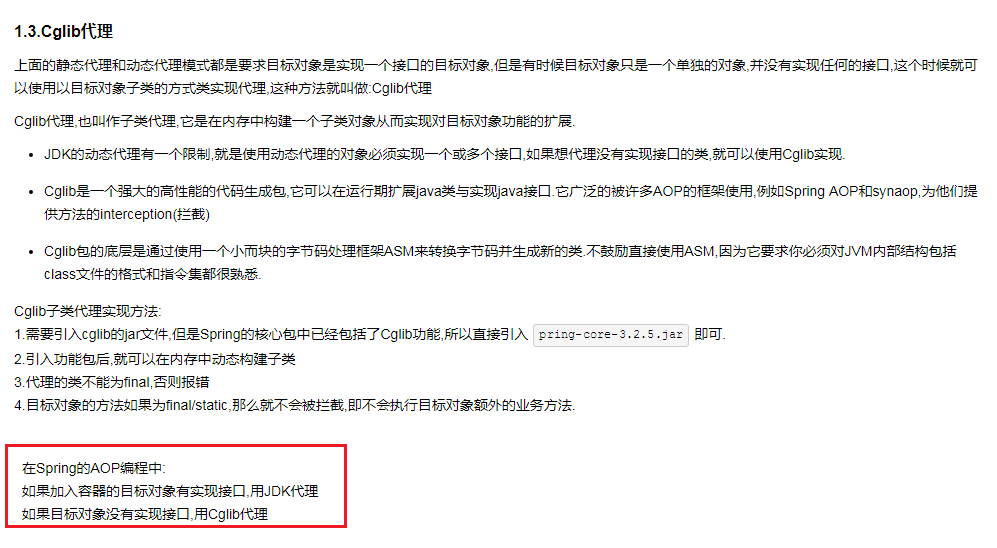 1.3.Cglib代理
上面的静态代理和动态代理模式都是要求目标对象是实现一个接口的目标对象,但是有时候目标对象只是一个单独的对象,并没有实现任何的接口,这个时候就可
以使用以目标对象子类的方式类实现代理,这种方法就叫做:Cglib代理
Cglib代理,也叫作子类代理,它是在内存中构建一个子类对象从而实现对目标对象功能的扩展.
• JDK的动态代理有一个限制,就是使用动态代理的对象必须实现一个或多个接口,如果想代理没有实现接口的类,就可以使用Cglib实现.
• Cglib是一个强大的高性能的代码生成包,它可以在运行期扩展java类与实现java接口.它广泛的被许多AOP的框架使用,例如Spring AOP和synaop,为他们提
供方法的interception(拦截)
• Cglib包的底层是通过使用一个小而块的字节码处理框架ASM来转换字节码并生成新的类.不鼓励直接使用ASM,因为它要求你必须对JVM内部结构包括
class文件的格式和指令集都很熟悉.
Cglib子类代理实现方法:
1.需要引入cglib的jar文件,但是Spring的核心包中已经包括了Cglib功能,所以直接引入 pring-core-3.2.5.jar 即可.
2.引入功能包后,就可以在内存中动态构建子类
3.代理的类不能为final,否则报错
4.目标对象的方法如果为final/static,那么就不会被拦截,即不会执行目标对象额外的业务方法.
在Spring的AOP编程中:
如果加入容器的目标对象有实现接口,用JDK代理
如果目标对象没有实现接口,用Cglib代理